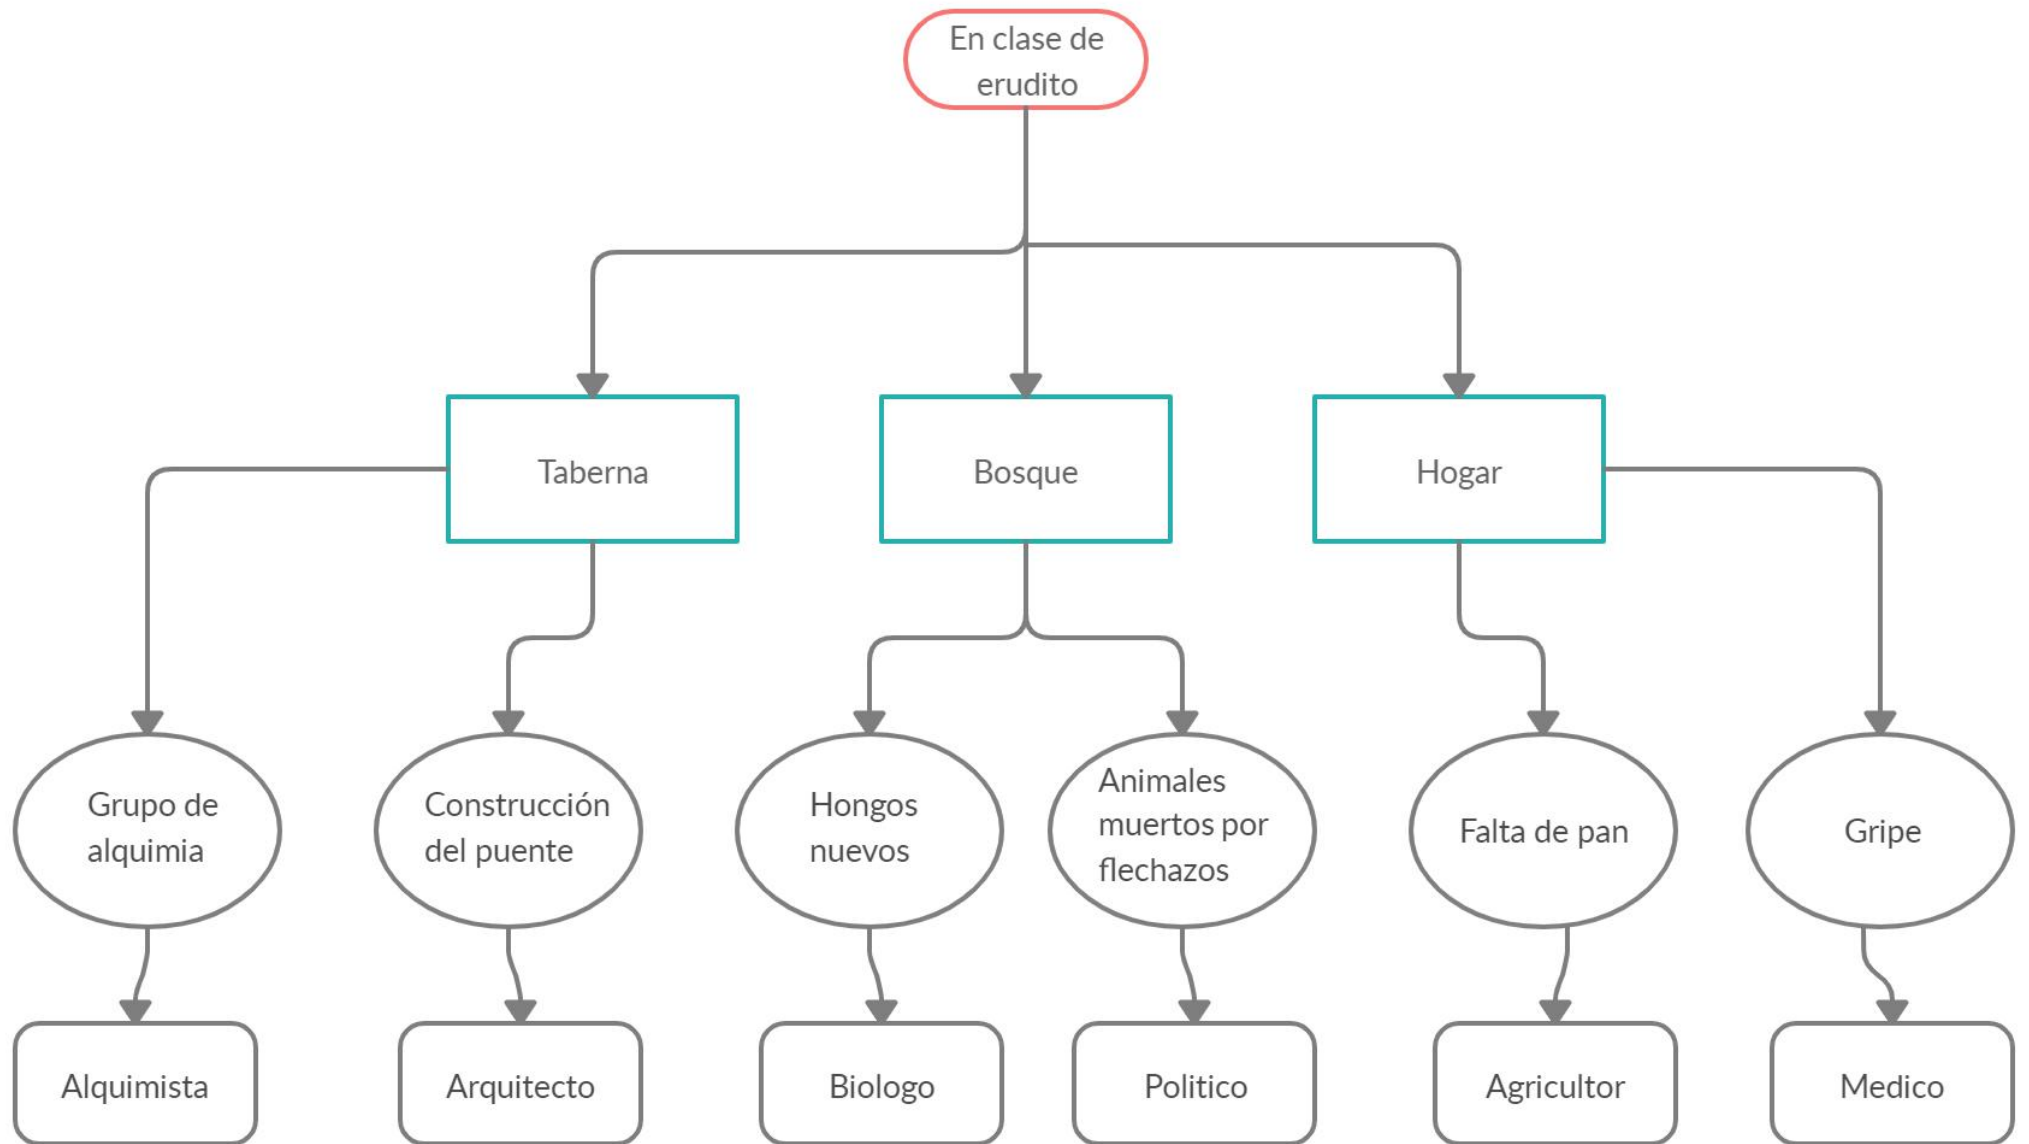 En clase de
erudito
Taberna
Bosque
Hogar
Grupo de
alquimia
Construcción
del puente
Hongos
nuevos
Animales
muertos por
flechazos
Falta de pan
Gripe
Alquimista
Arquitecto
Biologo
Politico
Agricultor
Medico